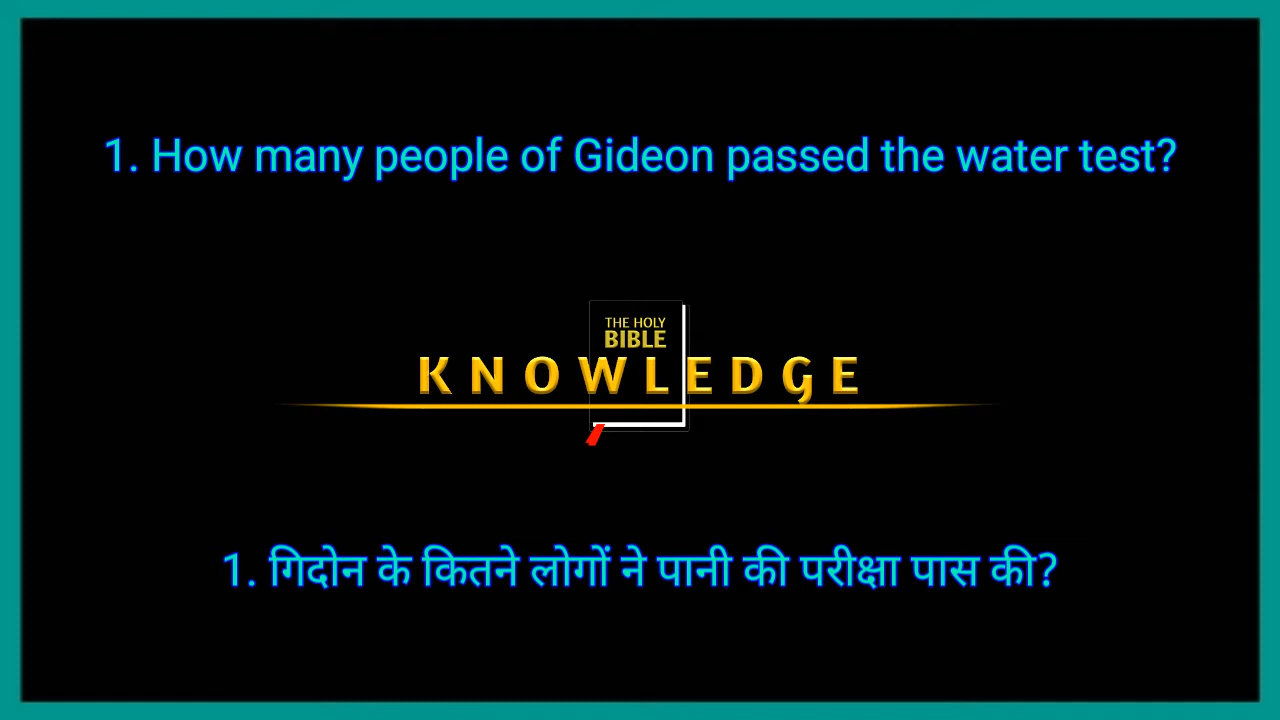 1. How many people of Gideon passed the water test?
THE HOLY
BIBLE
KNOWLEDGE
1. गिदोन के कितने लोगों ने पानी की परीक्षा पास की?